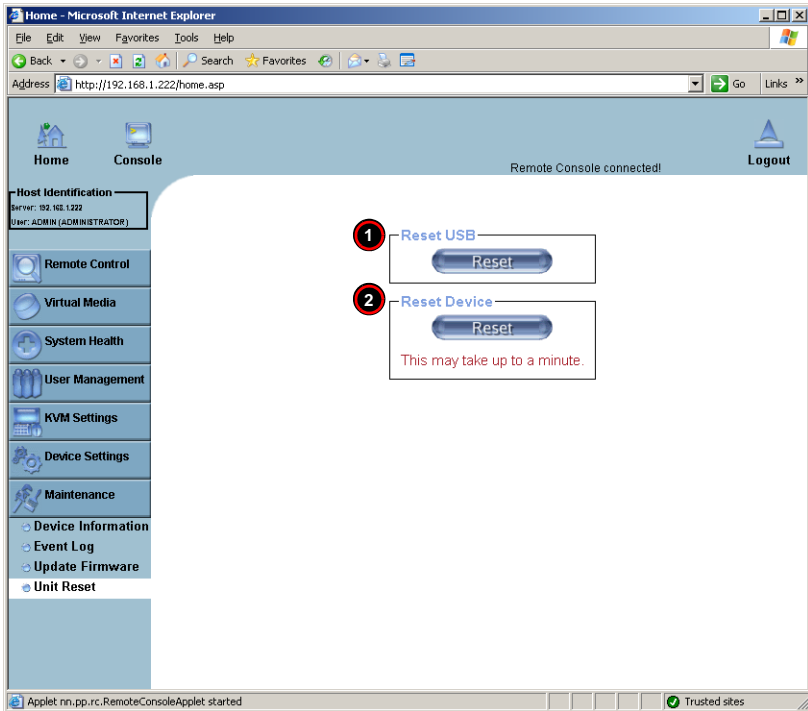 Home - Microsoft Internet Explorer
File Edit View Favorites Tools Help
Back Search Favorites
Address http://192.168.1.222/home.asp Go Links »
Home Console Remote Console connected! Logout
Host Identification
Server: 192.168.1.222
User: ADMIN (ADMINISTRATOR)
1 Reset USB
Reset
2 Reset Device
Reset
This may take up to a minute.
Remote Control
Virtual Media
System Health
User Management
KVM Settings
Device Settings
Maintenance
Device Information
Event Log
Update Firmware
Unit Reset
Applet nn.pp.rc.RemoteConsoleApplet started Trusted sites